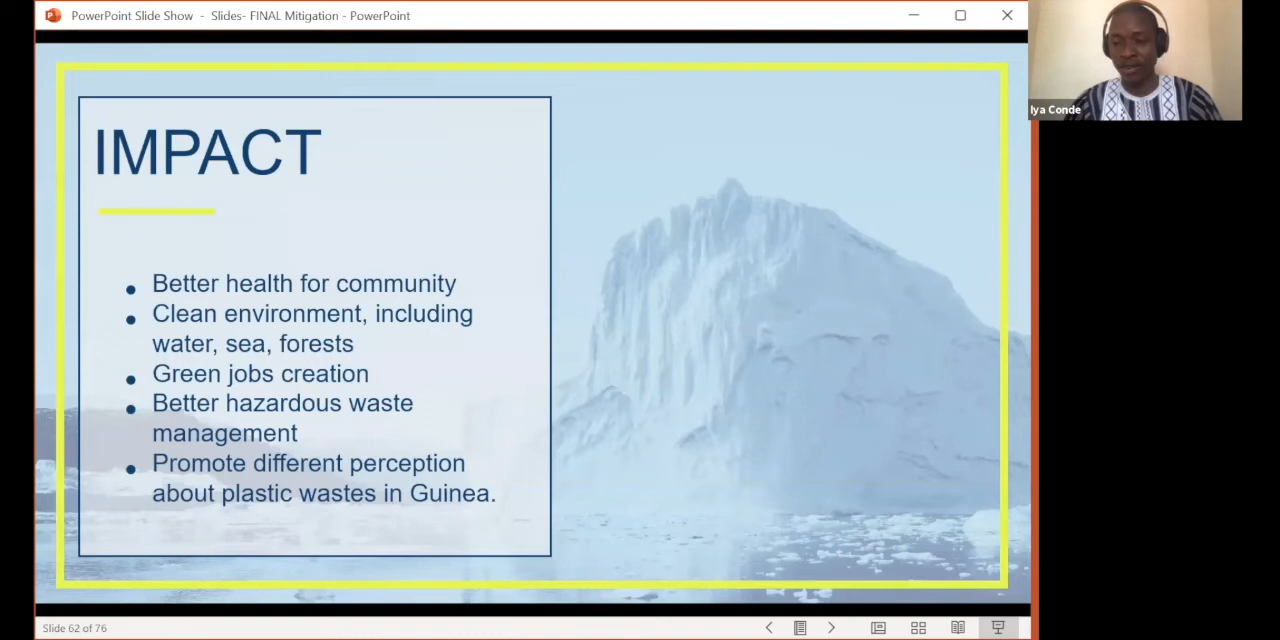 PowerPoint Slide Show - Slides- FINAL Mitigation - PowerPoint
lya Conde
IMPACT
Better health for community
Clean environment, including
water, sea, forests
Green jobs creation
Better hazardous waste
management
Promote different perception
about plastic wastes in Guinea.
Slide 62 of 76